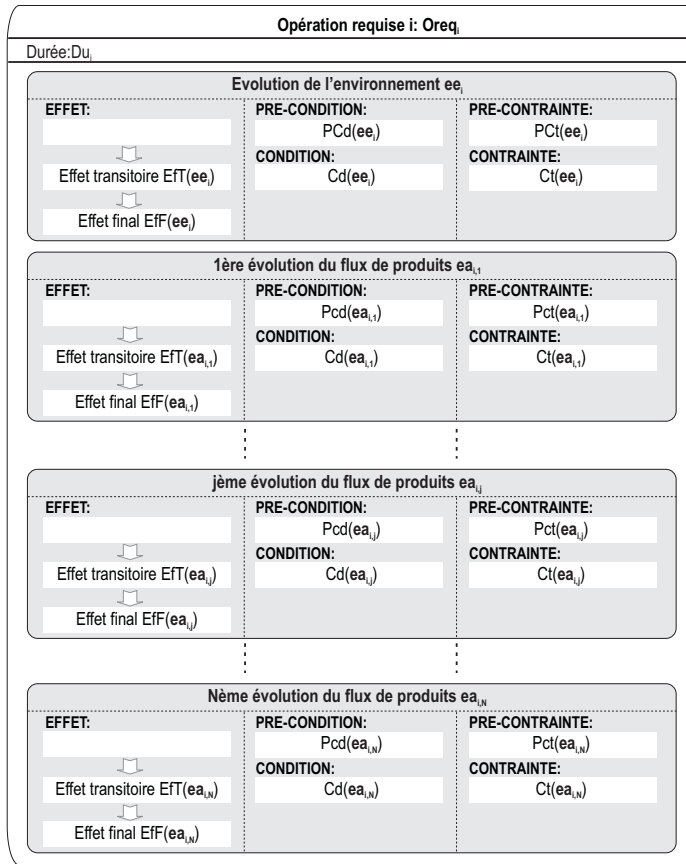 Opération requise i: Oreqᵢ
Durée:Duᵢ
Evolution de l'environnement eeᵢ
EFFET: PRE-CONDITION: PRE-CONTRAINTE:
PCd(eeᵢ) PCt(eeᵢ)
CONDITION: CONTRAINTE:
Effet transitoire EfT(eeᵢ) Cd(eeᵢ) Ct(eeᵢ)
Effet final EfF(eeᵢ)
1ère évolution du flux de produits eaᵢ,₁
EFFET: PRE-CONDITION: PRE-CONTRAINTE:
Pcd(eaᵢ,₁) Pct(eaᵢ,₁)
CONDITION: CONTRAINTE:
Effet transitoire EfT(eaᵢ,₁) Cd(eaᵢ,₁) Ct(eaᵢ,₁)
Effet final EfF(eaᵢ,₁)
jème évolution du flux de produits eaᵢ,ⱼ
EFFET: PRE-CONDITION: PRE-CONTRAINTE:
Pcd(eaᵢ,ⱼ) Pct(eaᵢ,ⱼ)
CONDITION: CONTRAINTE:
Effet transitoire EfT(eaᵢ,ⱼ) Cd(eaᵢ,ⱼ) Ct(eaᵢ,ⱼ)
Effet final EfF(eaᵢ,ⱼ)
Nème évolution du flux de produits eaᵢ,N
EFFET: PRE-CONDITION: PRE-CONTRAINTE:
Pcd(eaᵢ,N) Pct(eaᵢ,N)
CONDITION: CONTRAINTE:
Effet transitoire EfT(eaᵢ,N) Cd(eaᵢ,N) Ct(eaᵢ,N)
Effet final EfF(eaᵢ,N)